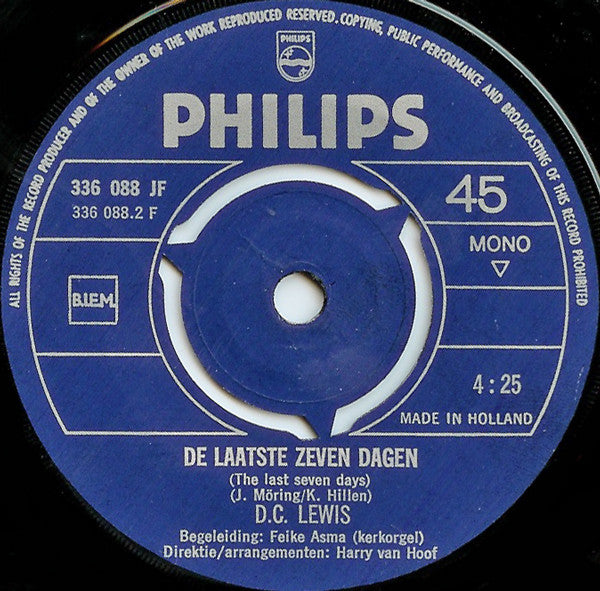 ALL RIGHTS OF THE RECORD PRODUCER AND OF THE OWNER OF THE WORK REPRODUCED RESERVED. COPYING, PUBLIC PERFORMANCE AND BROADCASTING OF THIS RECORD PROHIBITED
PHILIPS
PHILIPS
336 088 JF
336 088.2 F
45
MONO
B.I.E.M.
4:25
MADE IN HOLLAND
DE LAATSTE ZEVEN DAGEN
(The last seven days)
(J. Möring/K. Hillen)
D.C. LEWIS
Begeleiding: Feike Asma (kerkorgel)
Direktie/arrangementen: Harry van Hoof